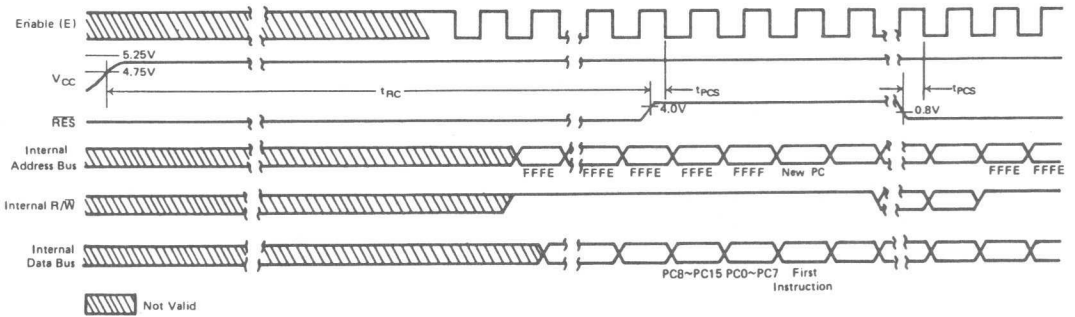 Enable (E)
5.25V
VCC
4.75V
tRC
tPCS
4.0V
tPCS
0.8V
RES
Internal
Address Bus
FFFE FFFE FFFE FFFE FFFF New PC FFFE FFFE
Internal R/W
Internal
Data Bus
PC8~PC15 PC0~PC7 First
Instruction
Not Valid